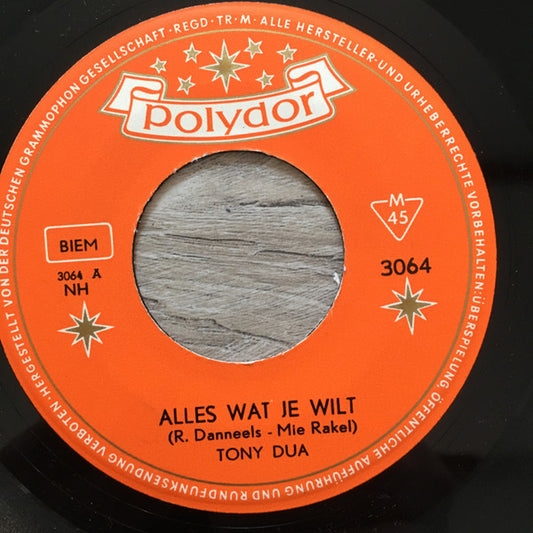 HERGESTELLT VON DER DEUTSCHEN GRAMMOPHON GESELLSCHAFT · REGD · TR · M · ALLE HERSTELLER- UND URHEBERRECHTE VORBEHALTEN: ÜBERSPIELUNG ÖFFENTLICHE AUFFÜHRUNG UND RUNDFUNKSENDUNG VERBOTEN ·
polydor
M
45
BIEM
3064
3064 A
NH
ALLES WAT JE WILT
(R. Danneels - Mie Rakel)
TONY DUA